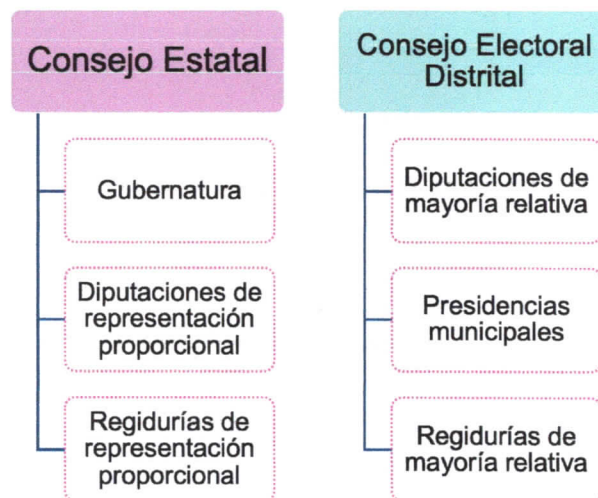 Consejo Estatal
Gubernatura
Diputaciones de
representación
proporcional
Regidurías de
representación
proporcional
Consejo Electoral
Distrital
Diputaciones de
mayoría relativa
Presidencias
municipales
Regidurías de
mayoría relativa